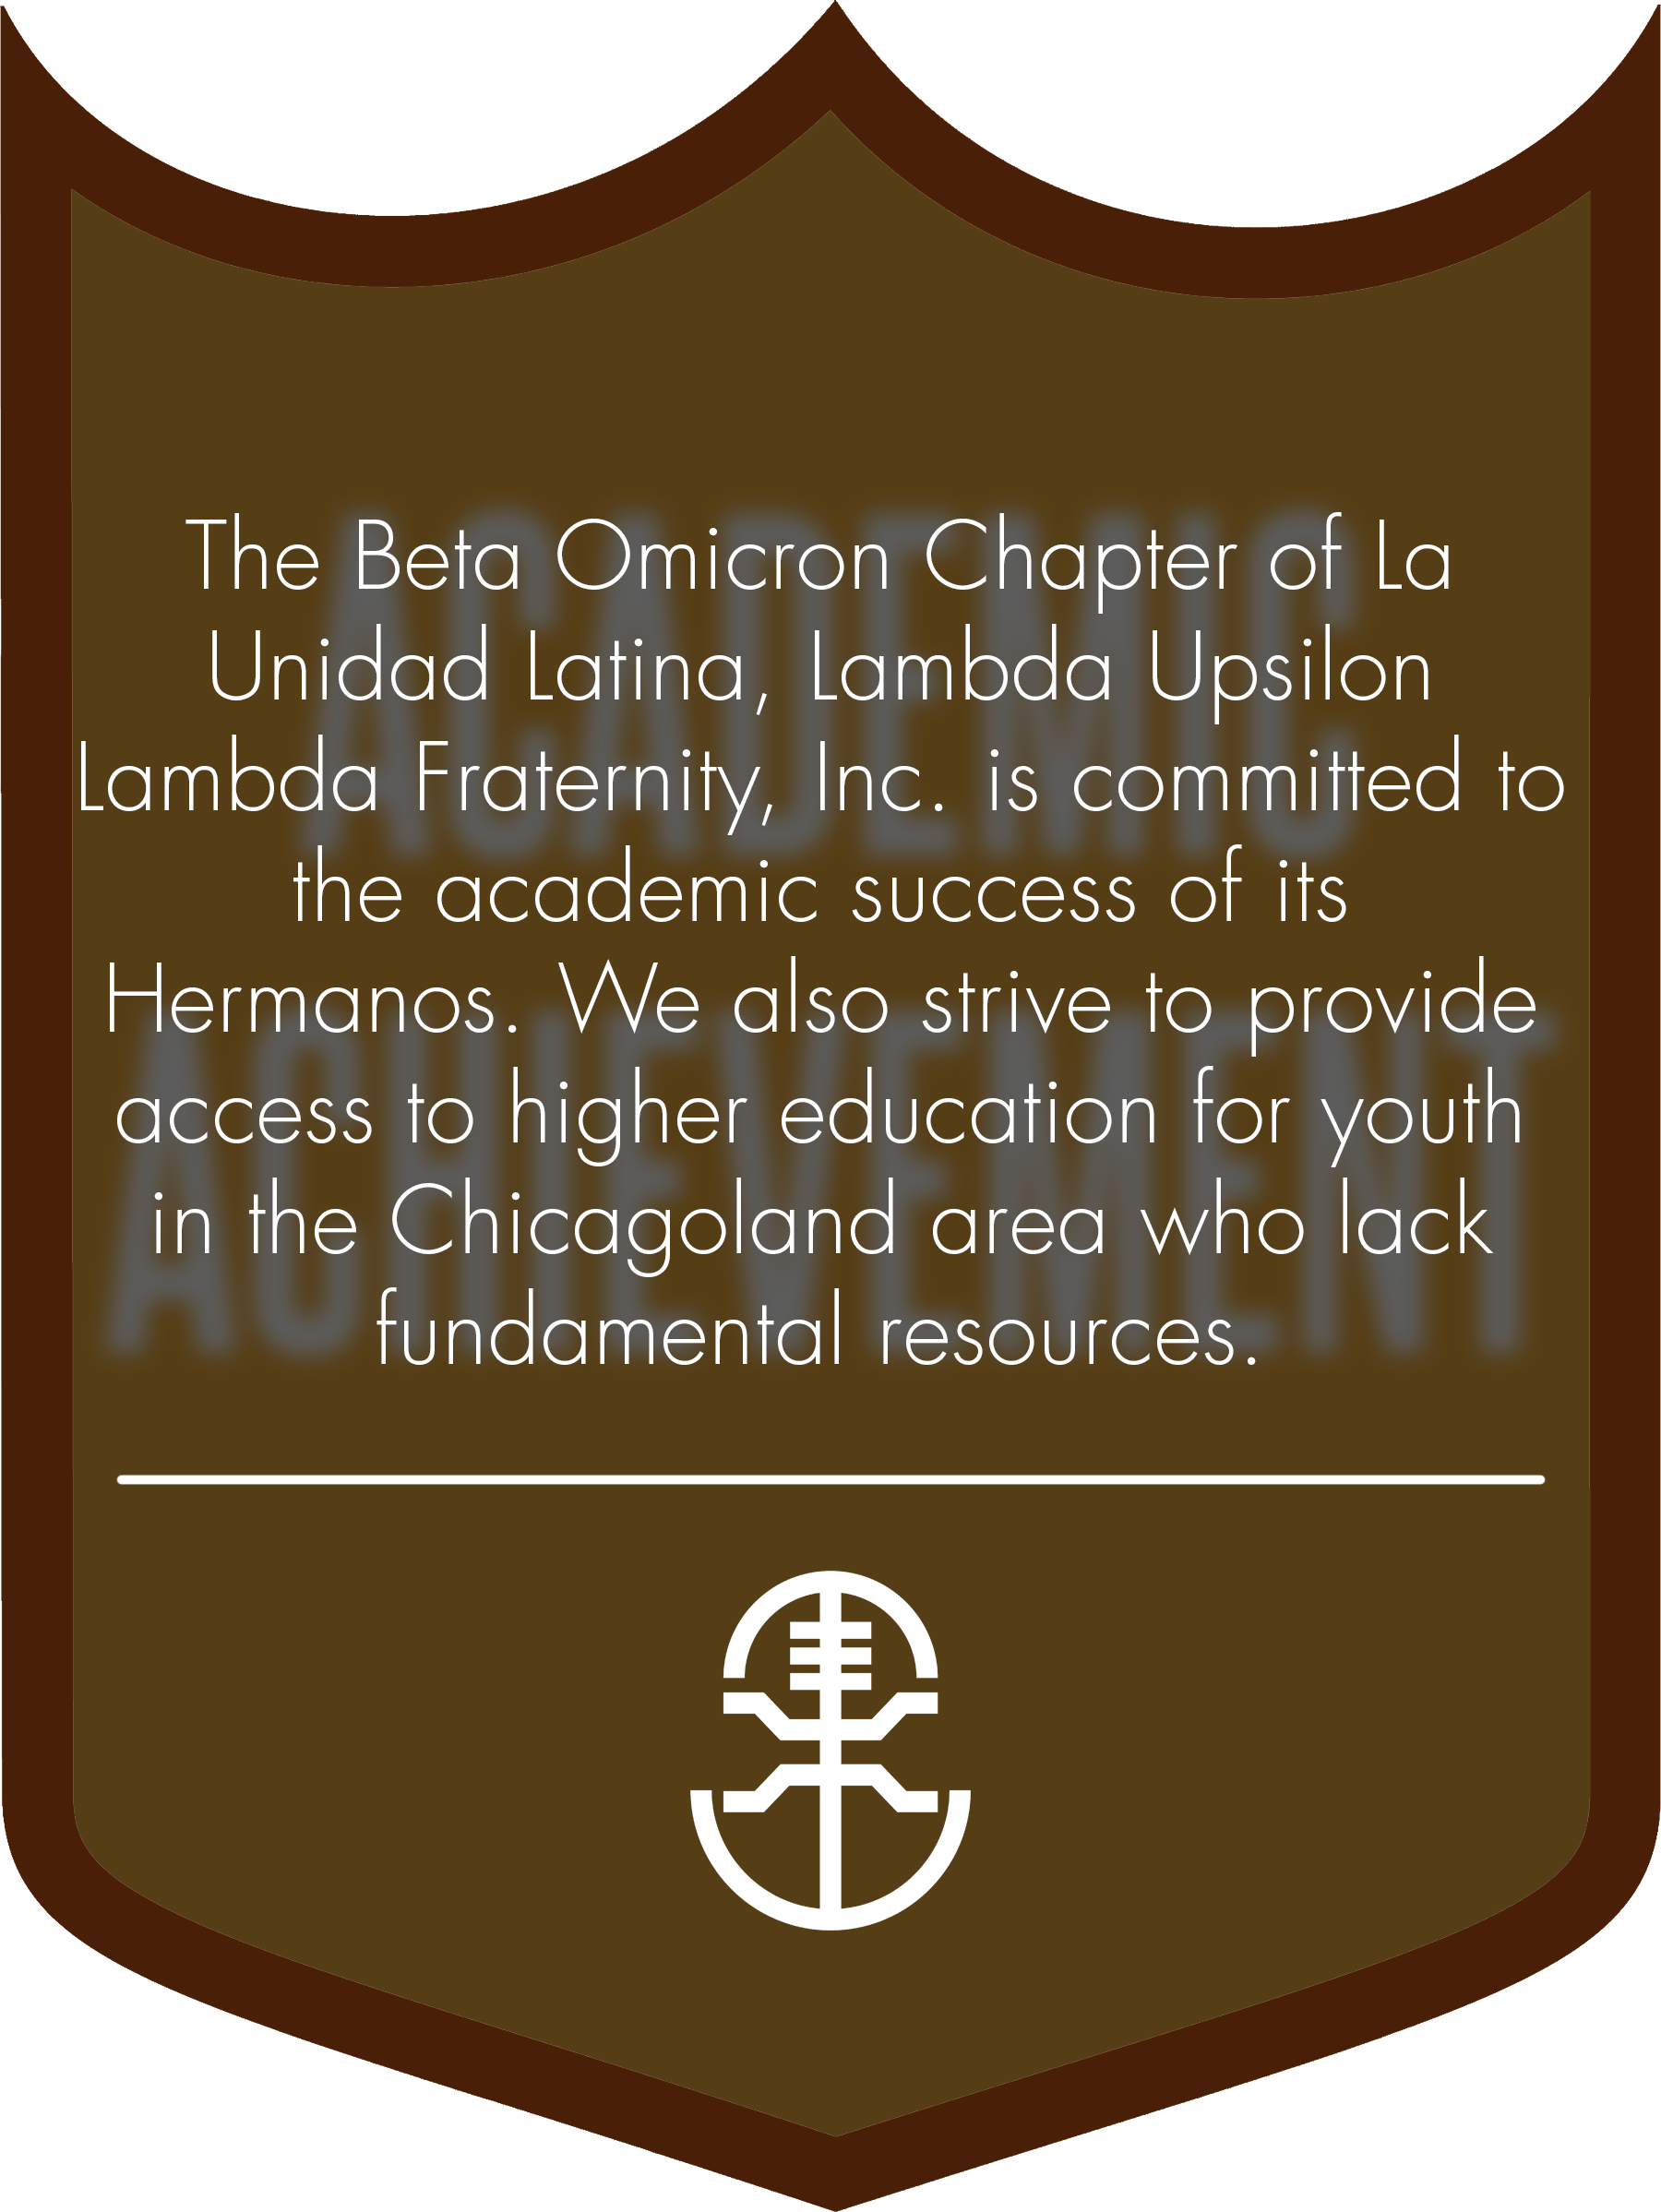 The Beta Omicron Chapter of La
Unidad Latina, Lambda Upsilon
Lambda Fraternity, Inc. is committed to
the academic success of its
Hermanos. We also strive to provide
access to higher education for youth
in the Chicagoland area who lack
fundamental resources.
ACADEMIC
ACHIEVEMENT